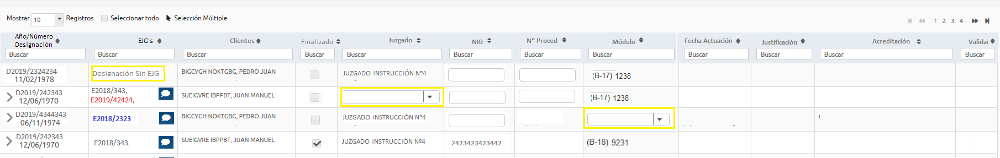 Mostrar 10 Registros Seleccionar todo Selección Múltiple 1 2 3 4
Año/Número Designación EJG's Clientes Finalizado Juzgado NIG Nº Proced Módulo Fecha Actuación Justificación Acreditación Validar
Buscar Buscar Buscar Buscar Buscar Buscar Buscar Buscar Buscar Buscar Buscar Buscar
D2019/2324234 Designación Sin EJG BIGCYGH NOKTGBG, PEDRO JUAN JUZGADO INSTRUCCIÓN Nº4 (B-17) 1238
11/02/1978
D2019/242343 E2018/343, SUEIGVRE IBPPBT, JUAN MANUEL (B-17) 1238
12/06/1970 E2019/42424,
D2019/4344343 E2018/2323 BIGCYGH NOKTGBG, PEDRO JUAN JUZGADO INSTRUCCIÓN Nº4
06/11/1974
D2019/242343 E2018/343, SUEIGVRE IBPPBT, JUAN MANUEL JUZGADO INSTRUCCIÓN Nº4 2423423423442 (B-18) 9231
12/06/1970